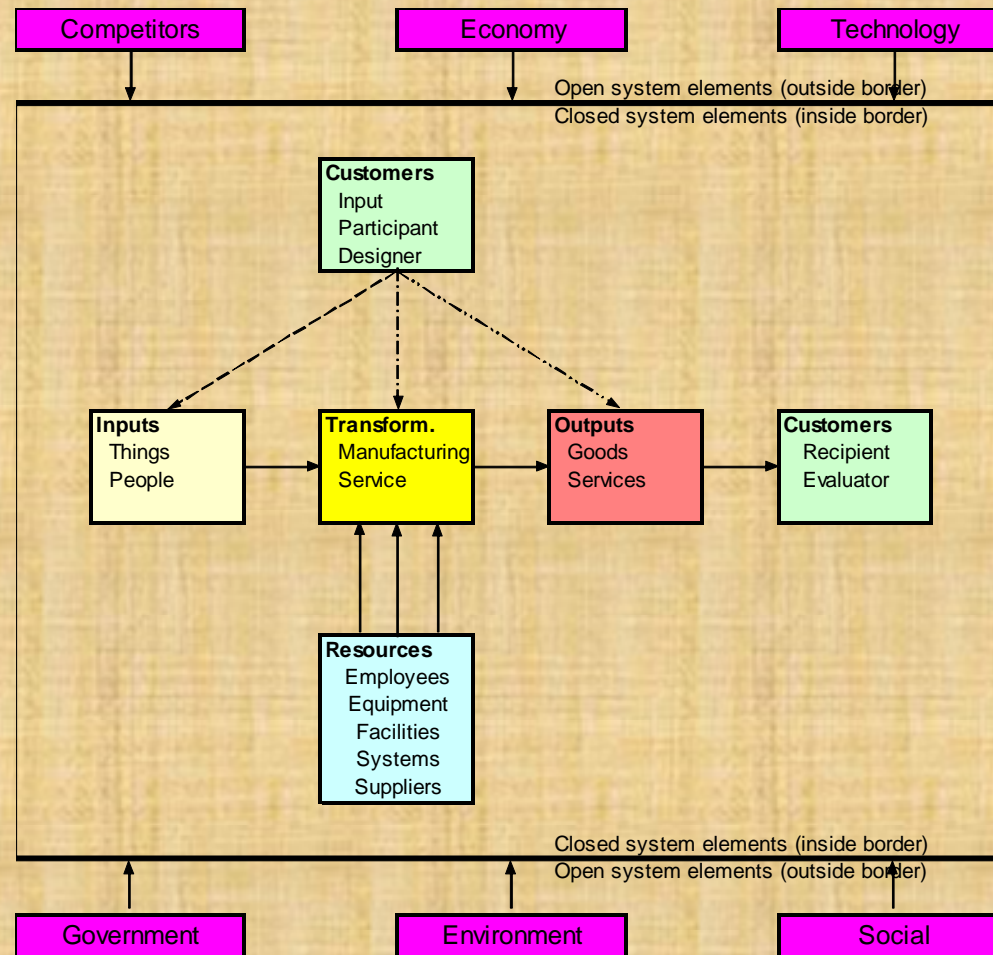 Competitors
Economy
Technology
Open system elements (outside border)
Closed system elements (inside border)
Customers
Input
Participant
Designer
Inputs
Things
People
Transform.
Manufacturing
Service
Outputs
Goods
Services
Customers
Recipient
Evaluator
Resources
Employees
Equipment
Facilities
Systems
Suppliers
Closed system elements (inside border)
Open system elements (outside border)
Government
Environment
Social